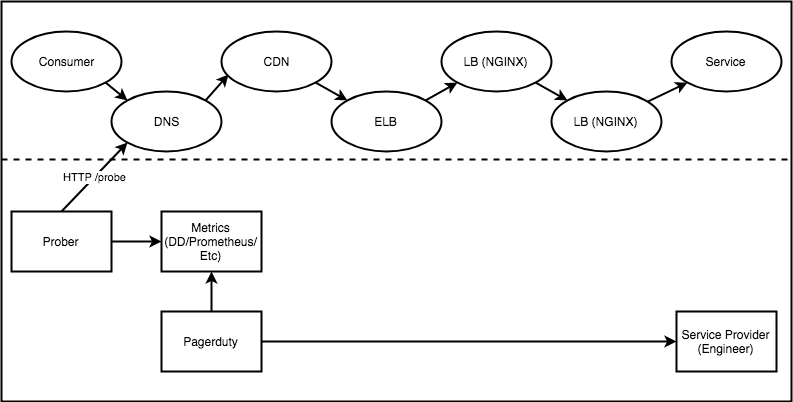 Consumer
CDN
LB (NGINX)
Service
DNS
ELB
LB (NGINX)
HTTP /probe
Prober
Metrics
(DD/Prometheus/
Etc)
Pagerduty
Service Provider
(Engineer)